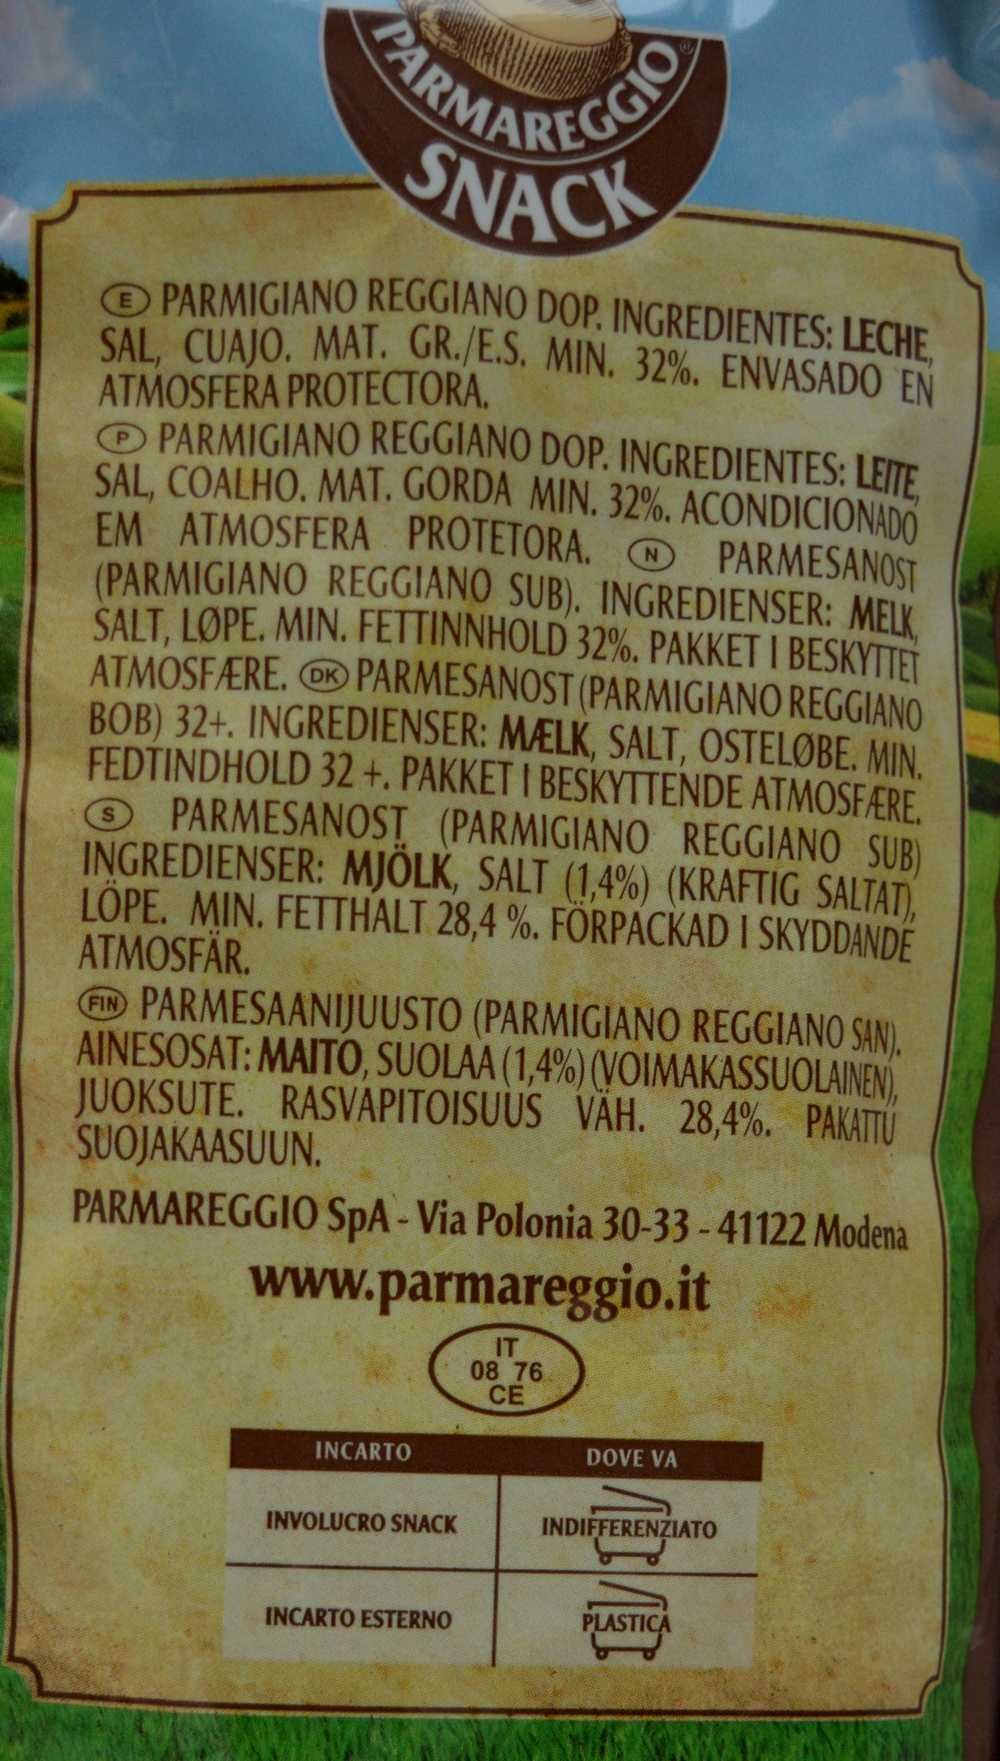 PARMAREGGIO®
SNACK
E PARMIGIANO REGGIANO DOP. INGREDIENTES: LECHE,
SAL, CUAJO. MAT. GR./E.S. MIN. 32%. ENVASADO EN
ATMOSFERA PROTECTORA.
P PARMIGIANO REGGIANO DOP. INGREDIENTES: LEITE,
SAL, COALHO. MAT. GORDA MIN. 32%. ACONDICIONADO
EM ATMOSFERA PROTETORA. N PARMESANOST
(PARMIGIANO REGGIANO SUB). INGREDIENSER: MELK,
SALT, LØPE. MIN. FETTINNHOLD 32%. PAKKET I BESKYTTET
ATMOSFÆRE. DK PARMESANOST (PARMIGIANO REGGIANO
BOB) 32+. INGREDIENSER: MÆLK, SALT, OSTELØBE. MIN.
FEDTINDHOLD 32 +. PAKKET I BESKYTTENDE ATMOSFÆRE.
S PARMESANOST (PARMIGIANO REGGIANO SUB)
INGREDIENSER: MJÖLK, SALT (1,4%) (KRAFTIG SALTAT),
LÖPE. MIN. FETTHALT 28,4 %. FÖRPACKAD I SKYDDANDE
ATMOSFÄR.
FIN PARMESAANIJUUSTO (PARMIGIANO REGGIANO SAN).
AINESOSAT: MAITO, SUOLAA (1,4%) (VOIMAKASSUOLAINEN),
JUOKSUTE. RASVAPITOISUUS VÄH. 28,4%. PAKATTU
SUOJAKAASUUN.
PARMAREGGIO SpA - Via Polonia 30-33 - 41122 Modena
www.parmareggio.it
IT
08 76
CE
INCARTO DOVE VA
INVOLUCRO SNACK INDIFFERENZIATO
INCARTO ESTERNO PLASTICA